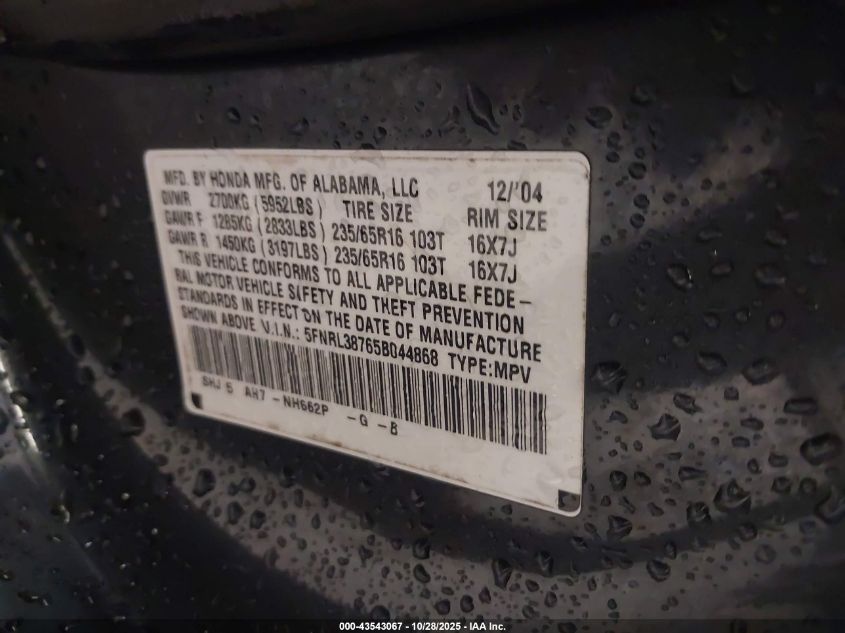 MFD. BY HONDA MFG. OF ALABAMA, LLC 12/'04
GVWR 2700KG (5952LBS) TIRE SIZE RIM SIZE
GAWR F 1285KG (2833LBS) 235/65R16 103T 16X7J
GAWR R 1450KG (3197LBS) 235/65R16 103T 16X7J
THIS VEHICLE CONFORMS TO ALL APPLICABLE FEDE-
RAL MOTOR VEHICLE SAFETY AND THEFT PREVENTION
STANDARDS IN EFFECT ON THE DATE OF MANUFACTURE
SHOWN ABOVE V.I.N.: 5FNRL38765B044868 TYPE:MPV
SHJ 5 AH7 - NH662P - G - B
000-43543067 | 10/28/2025 - IAA Inc.